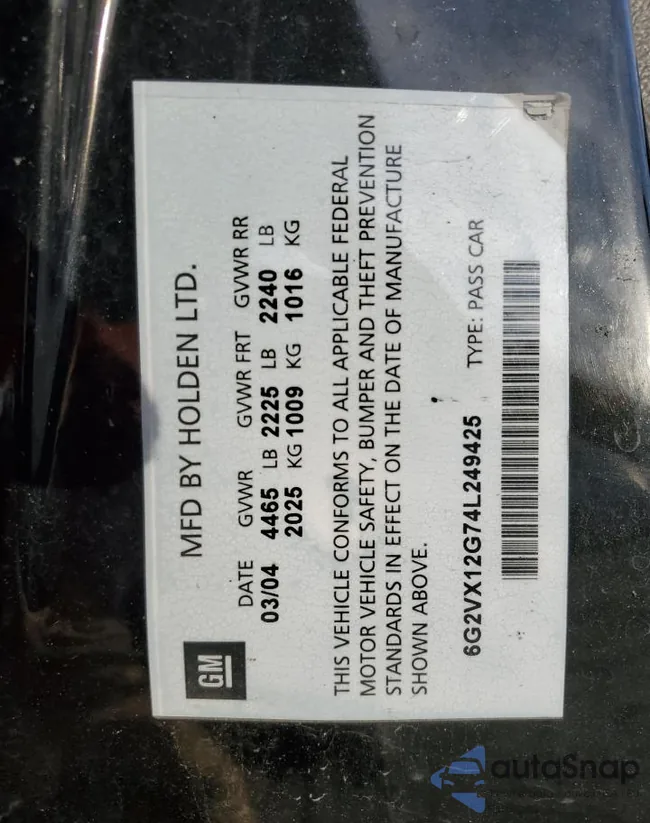 GM
MFD BY HOLDEN LTD.
DATE GVWR GVWR FRT GVWR RR
03/04 4465 LB 2225 LB 2240 LB
2025 KG 1009 KG 1016 KG
THIS VEHICLE CONFORMS TO ALL APPLICABLE FEDERAL
MOTOR VEHICLE SAFETY, BUMPER AND THEFT PREVENTION
STANDARDS IN EFFECT ON THE DATE OF MANUFACTURE
SHOWN ABOVE.
6G2VX12G74L249425 TYPE: PASS CAR
autoSnap